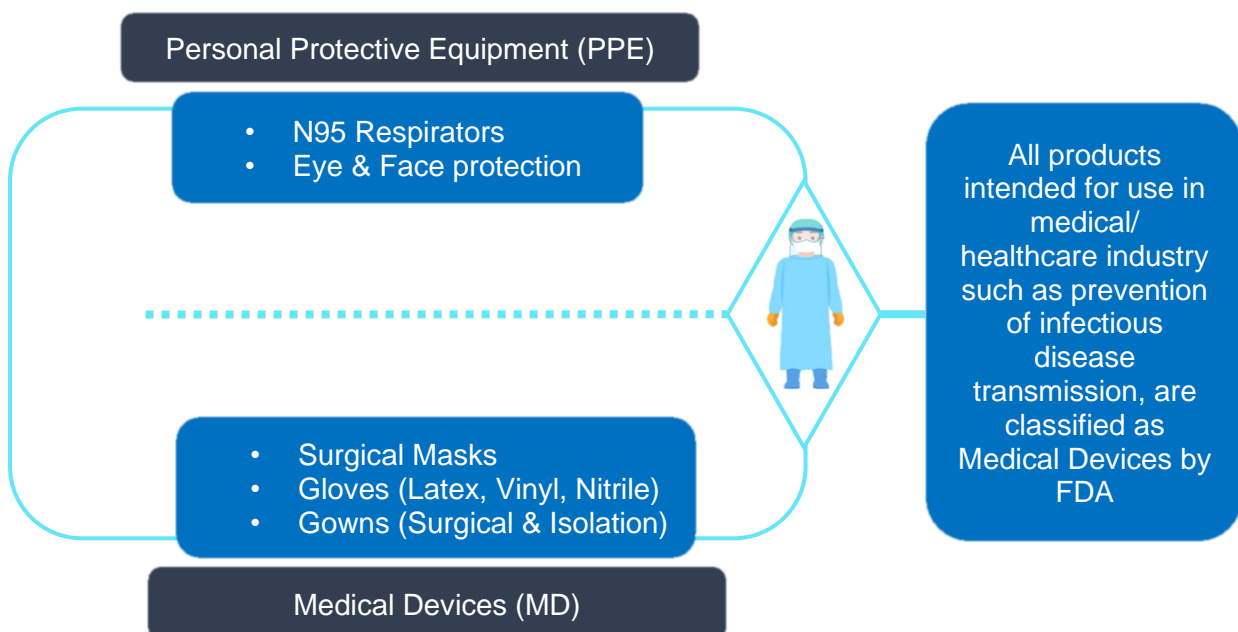 Personal Protective Equipment (PPE)
• N95 Respirators
• Eye & Face protection
All products
intended for use in
medical/
healthcare industry
such as prevention
of infectious
disease
transmission, are
classified as
Medical Devices by
FDA
• Surgical Masks
• Gloves (Latex, Vinyl, Nitrile)
• Gowns (Surgical & Isolation)
Medical Devices (MD)